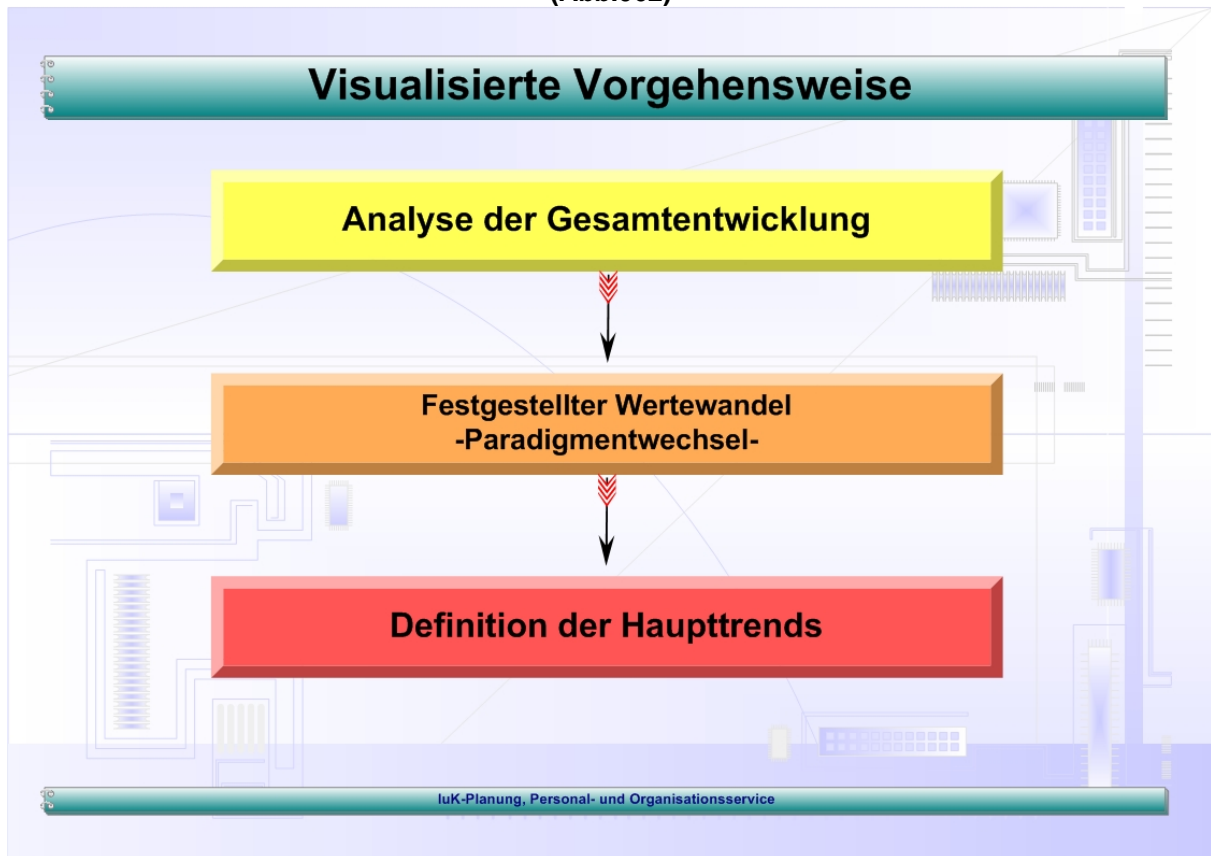 Visualisierte Vorgehensweise
Analyse der Gesamtentwicklung
Festgestellter Wertewandel
-Paradigmentwechsel-
Definition der Haupttrends
IuK-Planung, Personal- und Organisationsservice